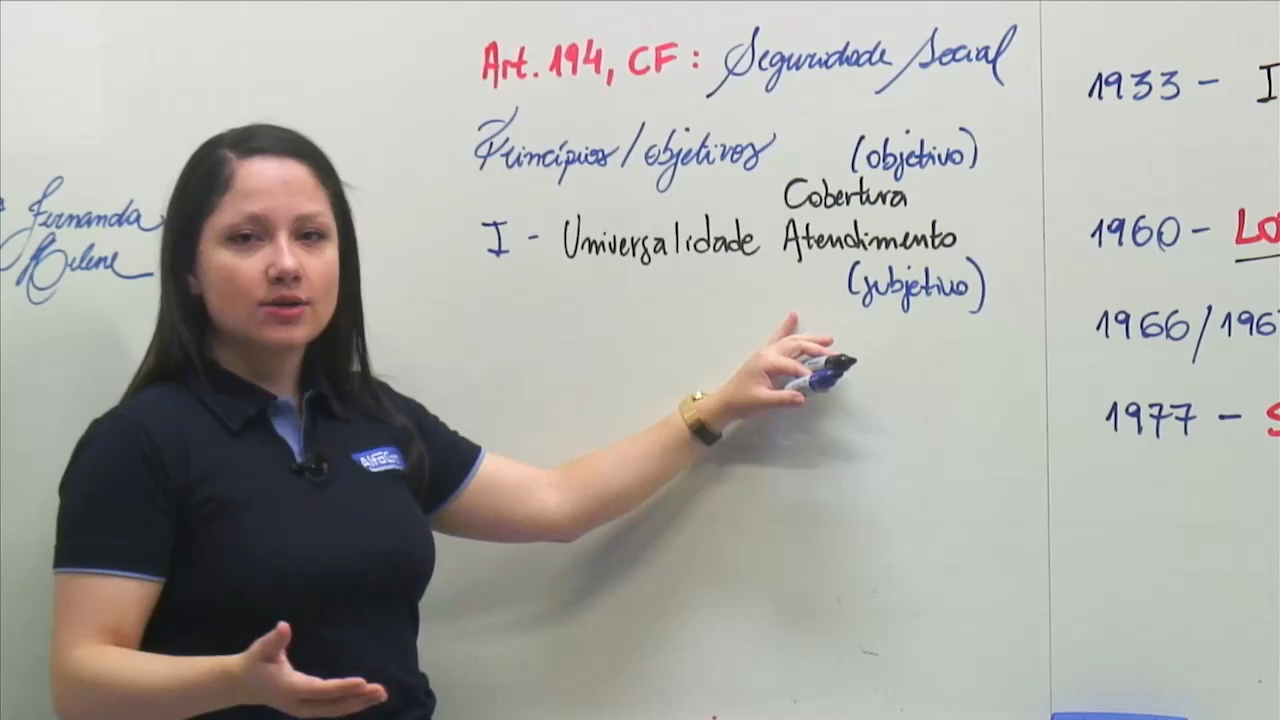 Fernanda
Helene
Art. 194, CF: Seguridade Social
Princípios/objetivos (objetivo)
Cobertura
I - Universalidade Atendimento
(subjetivo)
1933 - I
1960 - LO
1966/196
1977 - S